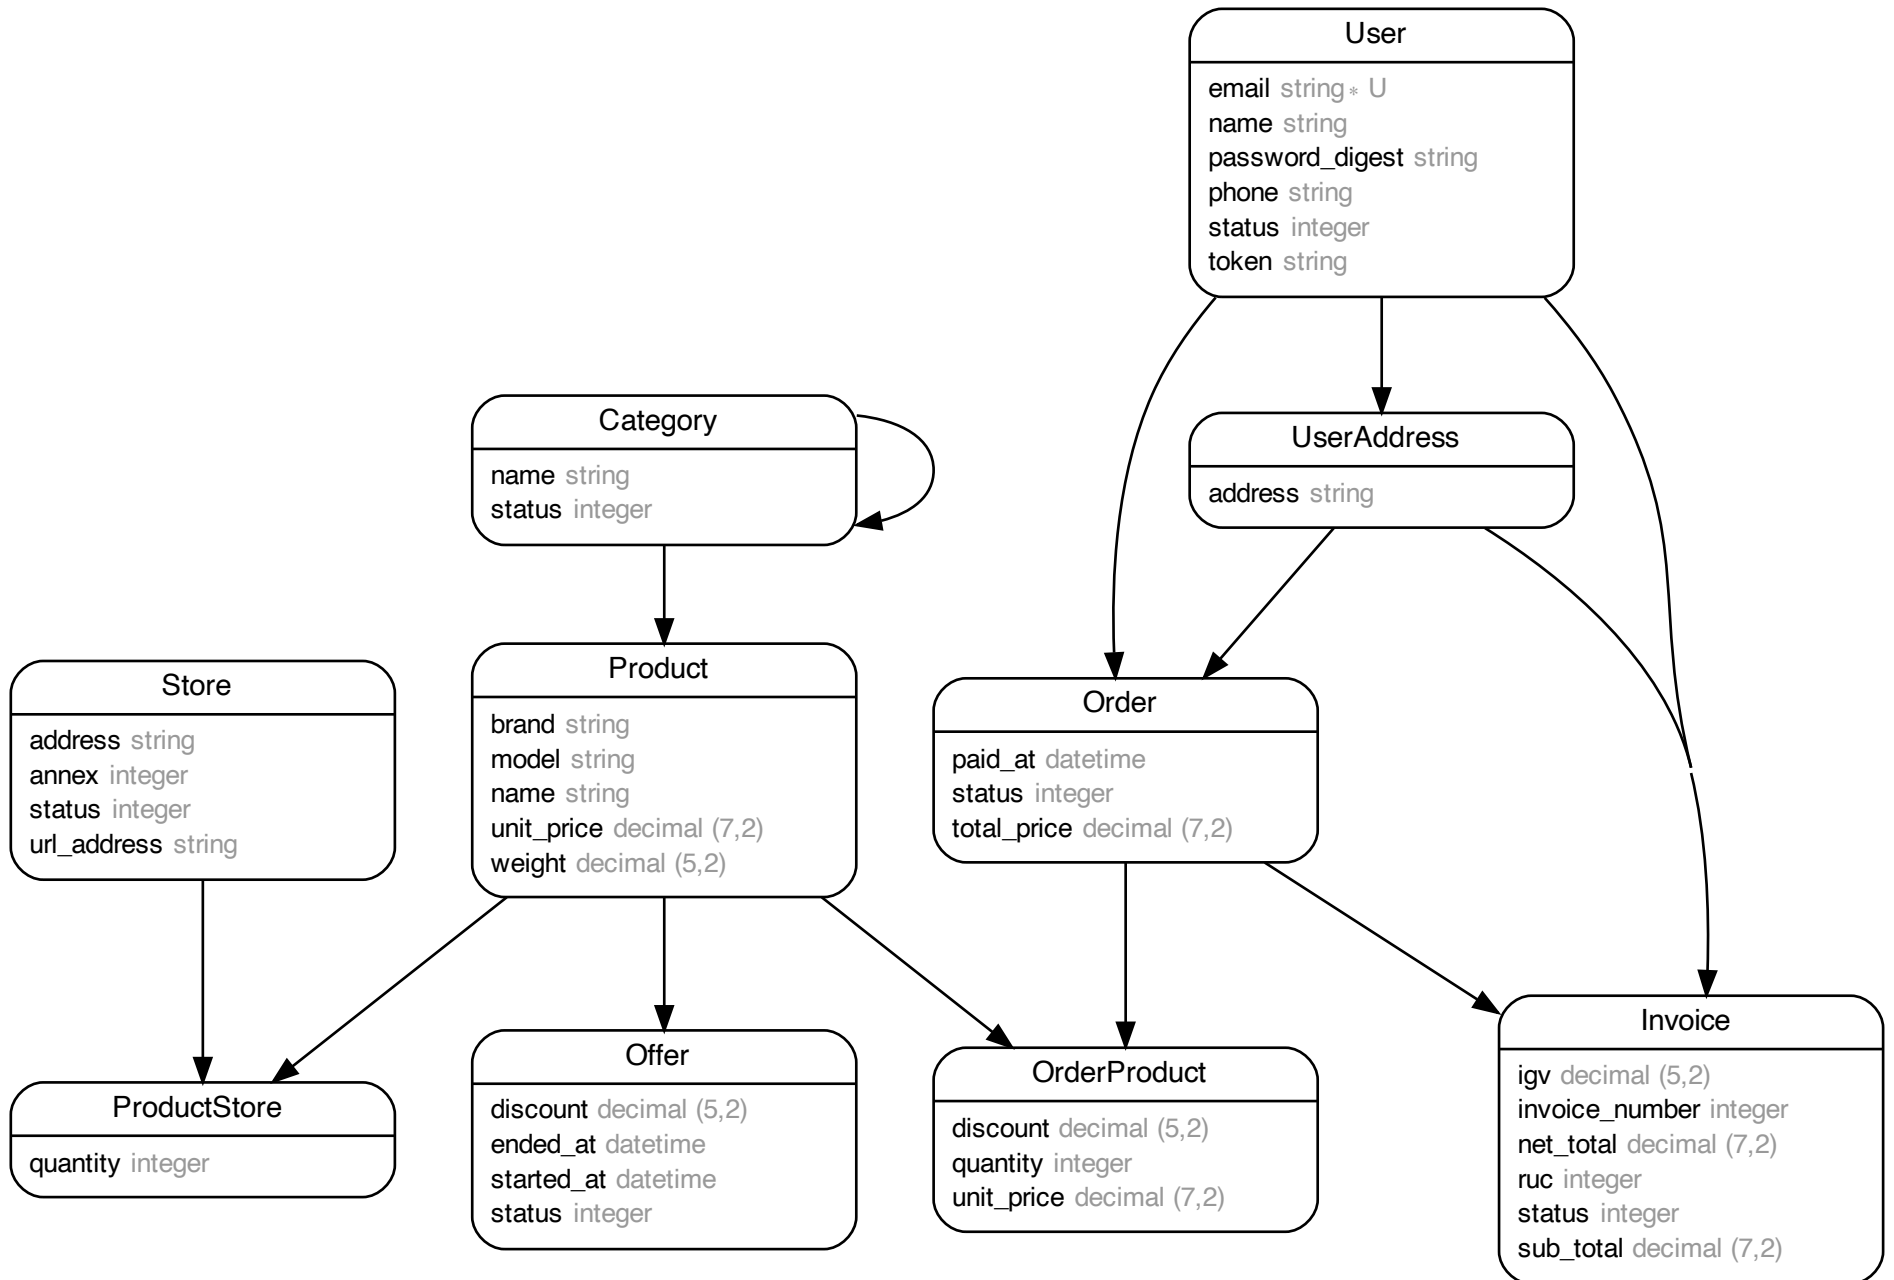 User
email string* U
name string
password_digest string
phone string
status integer
token string
Category
name string
status integer
UserAddress
address string
Store
address string
annex integer
status integer
url_address string
Product
brand string
model string
name string
unit_price decimal (7,2)
weight decimal (5,2)
Order
paid_at datetime
status integer
total_price decimal (7,2)
ProductStore
quantity integer
Offer
discount decimal (5,2)
ended_at datetime
started_at datetime
status integer
OrderProduct
discount decimal (5,2)
quantity integer
unit_price decimal (7,2)
Invoice
igv decimal (5,2)
invoice_number integer
net_total decimal (7,2)
ruc integer
status integer
sub_total decimal (7,2)